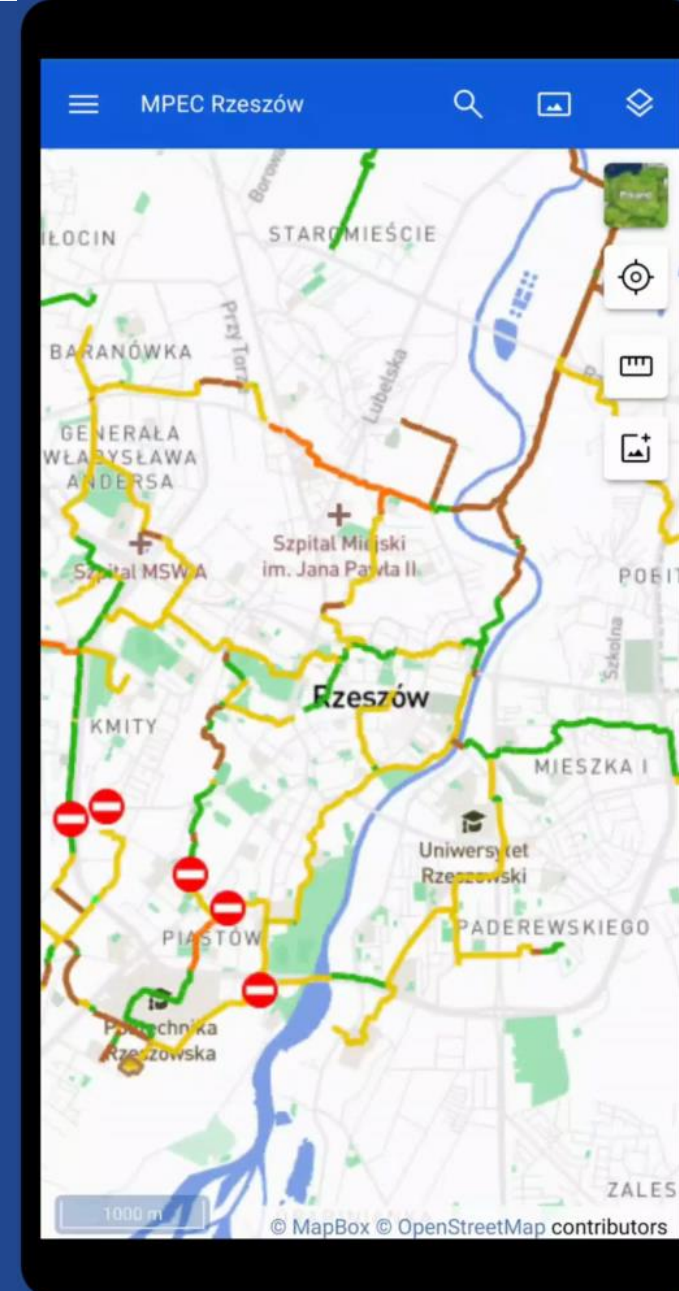 MPEC Rzeszów
Borowa
IŁOCIN
STAROMIEŚCIE
Przy Torze
BARANÓWKA
Lubelska
GENERAŁA
WŁADYSŁAWA
ANDERSA
Szpital MSWiA
Szpital Miejski
im. Jana Pawła II
POBIT
Szkolna
Rzeszów
KMITY
MIESZKA I
Uniwersytet
Rzeszowski
PIASTÓW
PADEREWSKIEGO
Politechnika
Rzeszowska
ZALES
1000 m
© MapBox © OpenStreetMap contributors